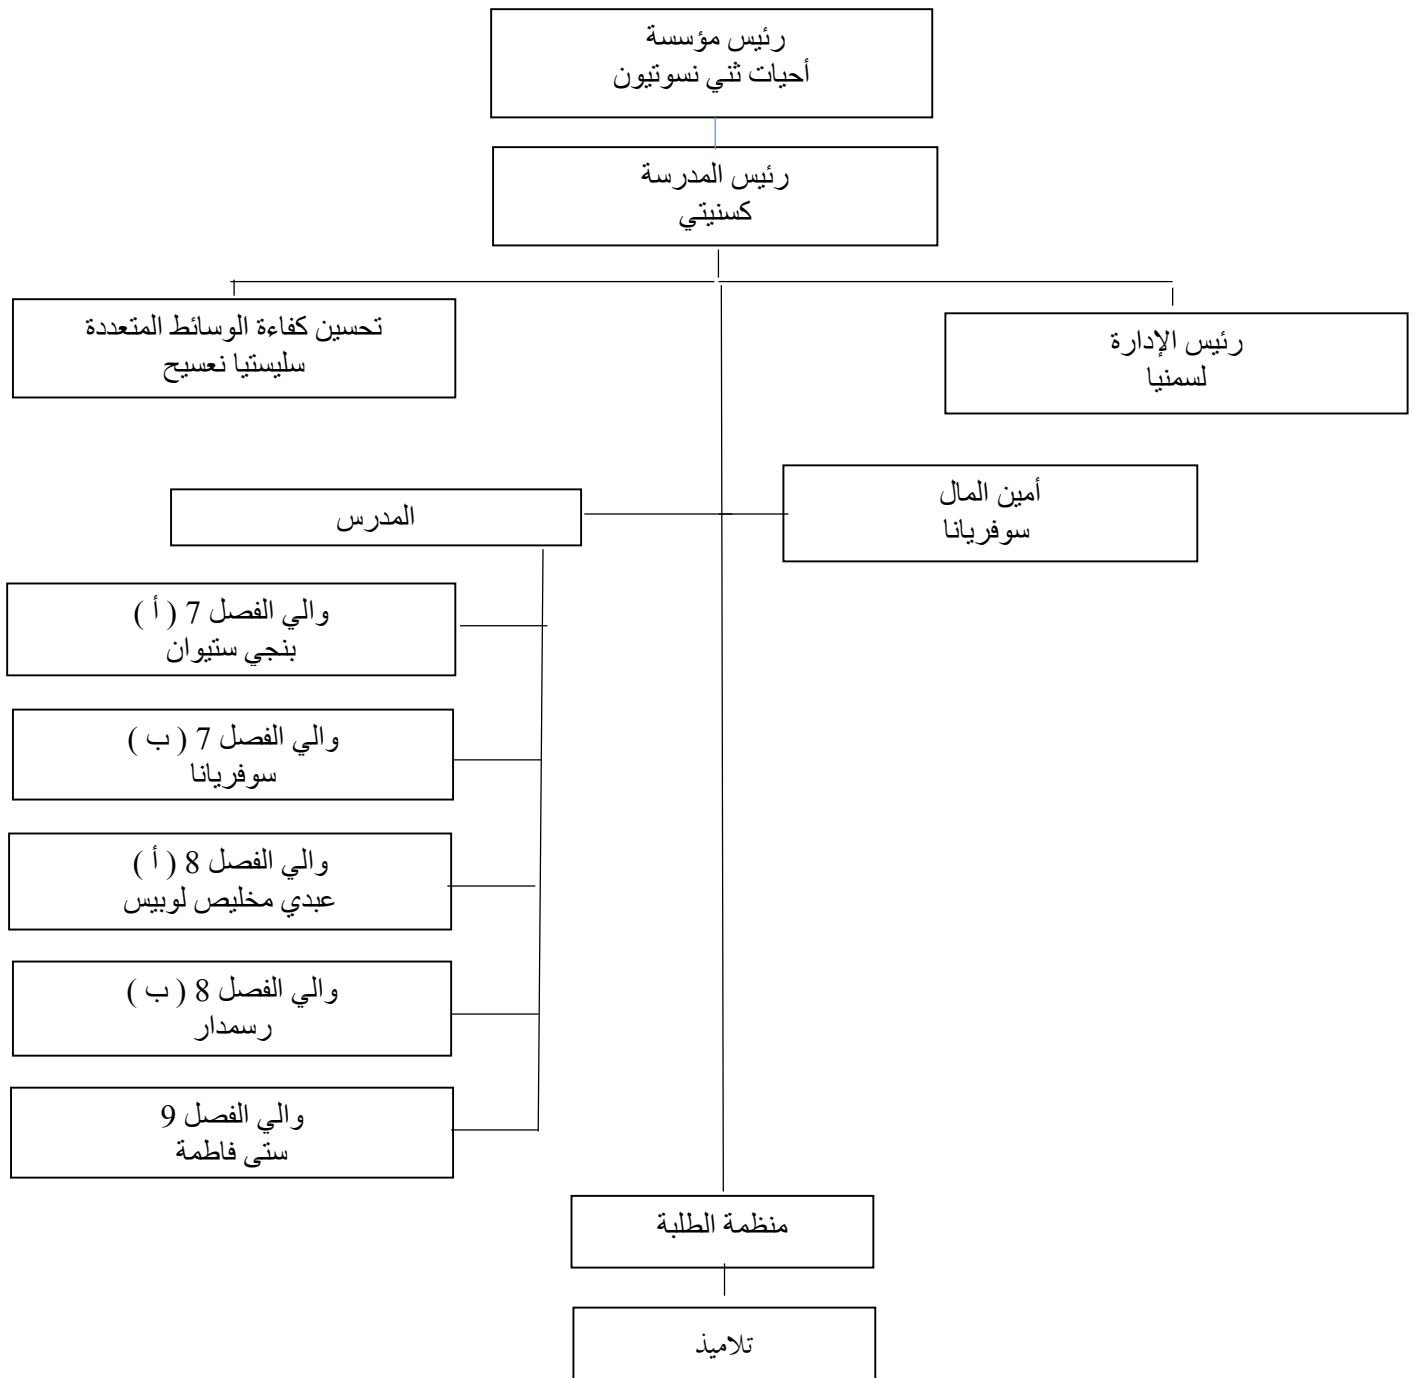 رئيس مؤسسة
أحيات ثني نسوتيون
رئيس المدرسة
كسنيتي
تحسين كفاءة الوسائط المتعددة
سليستيا نعسيح
رئيس الإدارة
لسمنيا
أمين المال
سوفريانا
المدرس
والي الفصل 7 ( أ )
بنجي ستيوان
والي الفصل 7 ( ب )
سوفريانا
والي الفصل 8 ( أ )
عبدي مخليص لوبيس
والي الفصل 8 ( ب )
رسمدار
والي الفصل 9
ستى فاطمة
منظمة الطلبة
تلاميذ